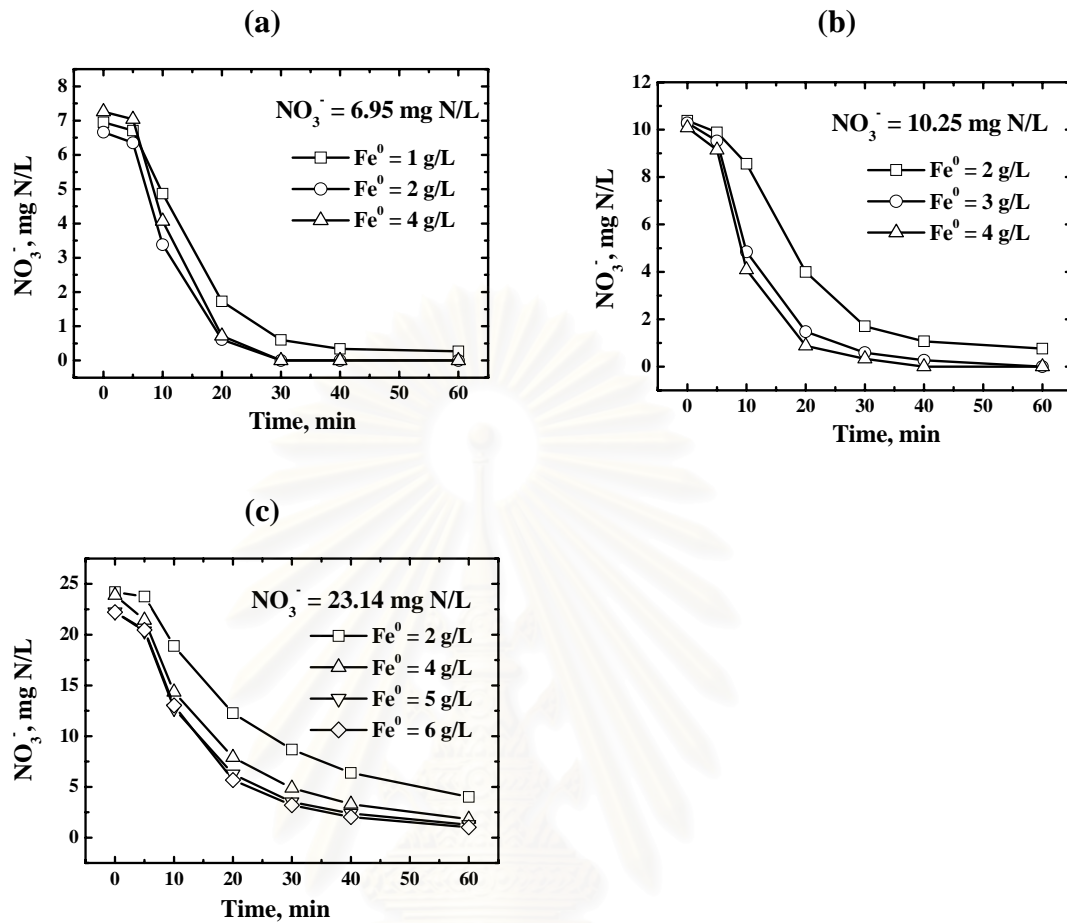 (a)
NO₃⁻, mg N/L
8
7
6
5
4
3
2
1
0
NO₃⁻ = 6.95 mg N/L
Fe⁰ = 1 g/L
Fe⁰ = 2 g/L
Fe⁰ = 4 g/L
0 10 20 30 40 50 60
Time, min
(b)
NO₃⁻, mg N/L
12
10
8
6
4
2
0
NO₃⁻ = 10.25 mg N/L
Fe⁰ = 2 g/L
Fe⁰ = 3 g/L
Fe⁰ = 4 g/L
0 10 20 30 40 50 60
Time, min
(c)
NO₃⁻, mg N/L
25
20
15
10
5
0
NO₃⁻ = 23.14 mg N/L
Fe⁰ = 2 g/L
Fe⁰ = 4 g/L
Fe⁰ = 5 g/L
Fe⁰ = 6 g/L
0 10 20 30 40 50 60
Time, min